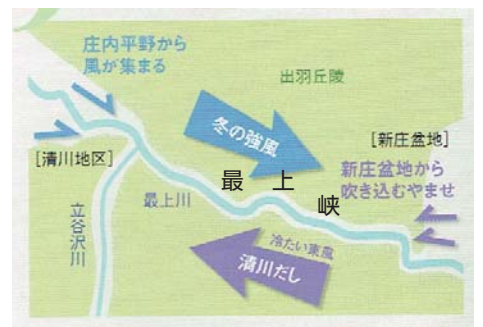 庄内平野から
風が集まる
出羽丘陵
冬の強風
[新庄盆地]
[清川地区]
新庄盆地から
吹き込むやませ
最上峡
最上川
立谷沢川
冷たい東風
清川だし